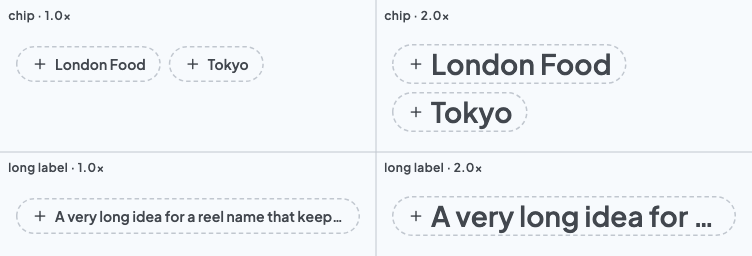 chip · 1.0×
chip · 2.0×
+ London Food
+ Tokyo
+ London Food
+ Tokyo
long label · 1.0×
long label · 2.0×
+ A very long idea for a reel name that keep...
+ A very long idea for ...